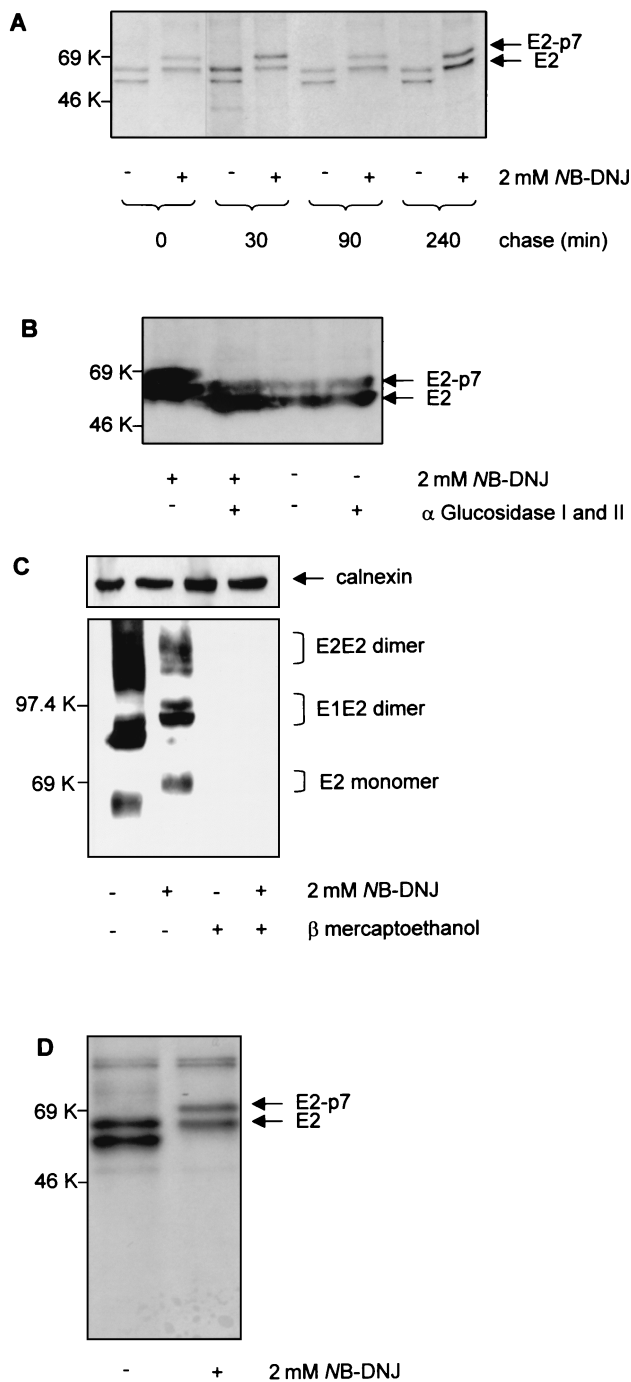 A
69 K
46 K
E2-p7
E2
- + - + - + - + 2 mM NB-DNJ
0 30 90 240 chase (min)
B
69 K
46 K
E2-p7
E2
+ + - - 2 mM NB-DNJ
- + - + α Glucosidase I and II
C
calnexin
E2E2 dimer
97.4 K
E1E2 dimer
69 K
E2 monomer
- + - + 2 mM NB-DNJ
- - + + β mercaptoethanol
D
69 K
46 K
E2-p7
E2
- + 2 mM NB-DNJ